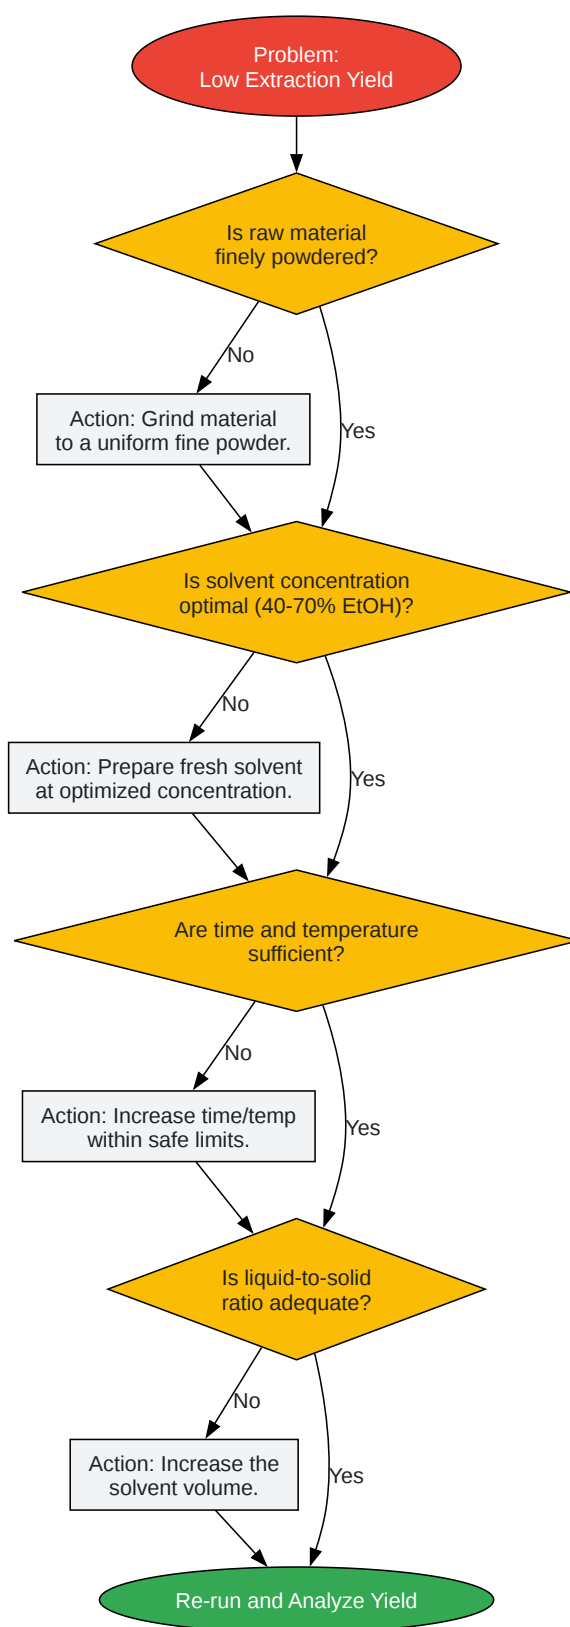 Problem:
Low Extraction Yield
Is raw material
finely powdered?
No
Action: Grind material
to a uniform fine powder.
Yes
Is solvent concentration
optimal (40-70% EtOH)?
No
Action: Prepare fresh solvent
at optimized concentration.
Yes
Are time and temperature
sufficient?
No
Action: Increase time/temp
within safe limits.
Yes
Is liquid-to-solid
ratio adequate?
No
Action: Increase the
solvent volume.
Yes
Re-run and Analyze Yield